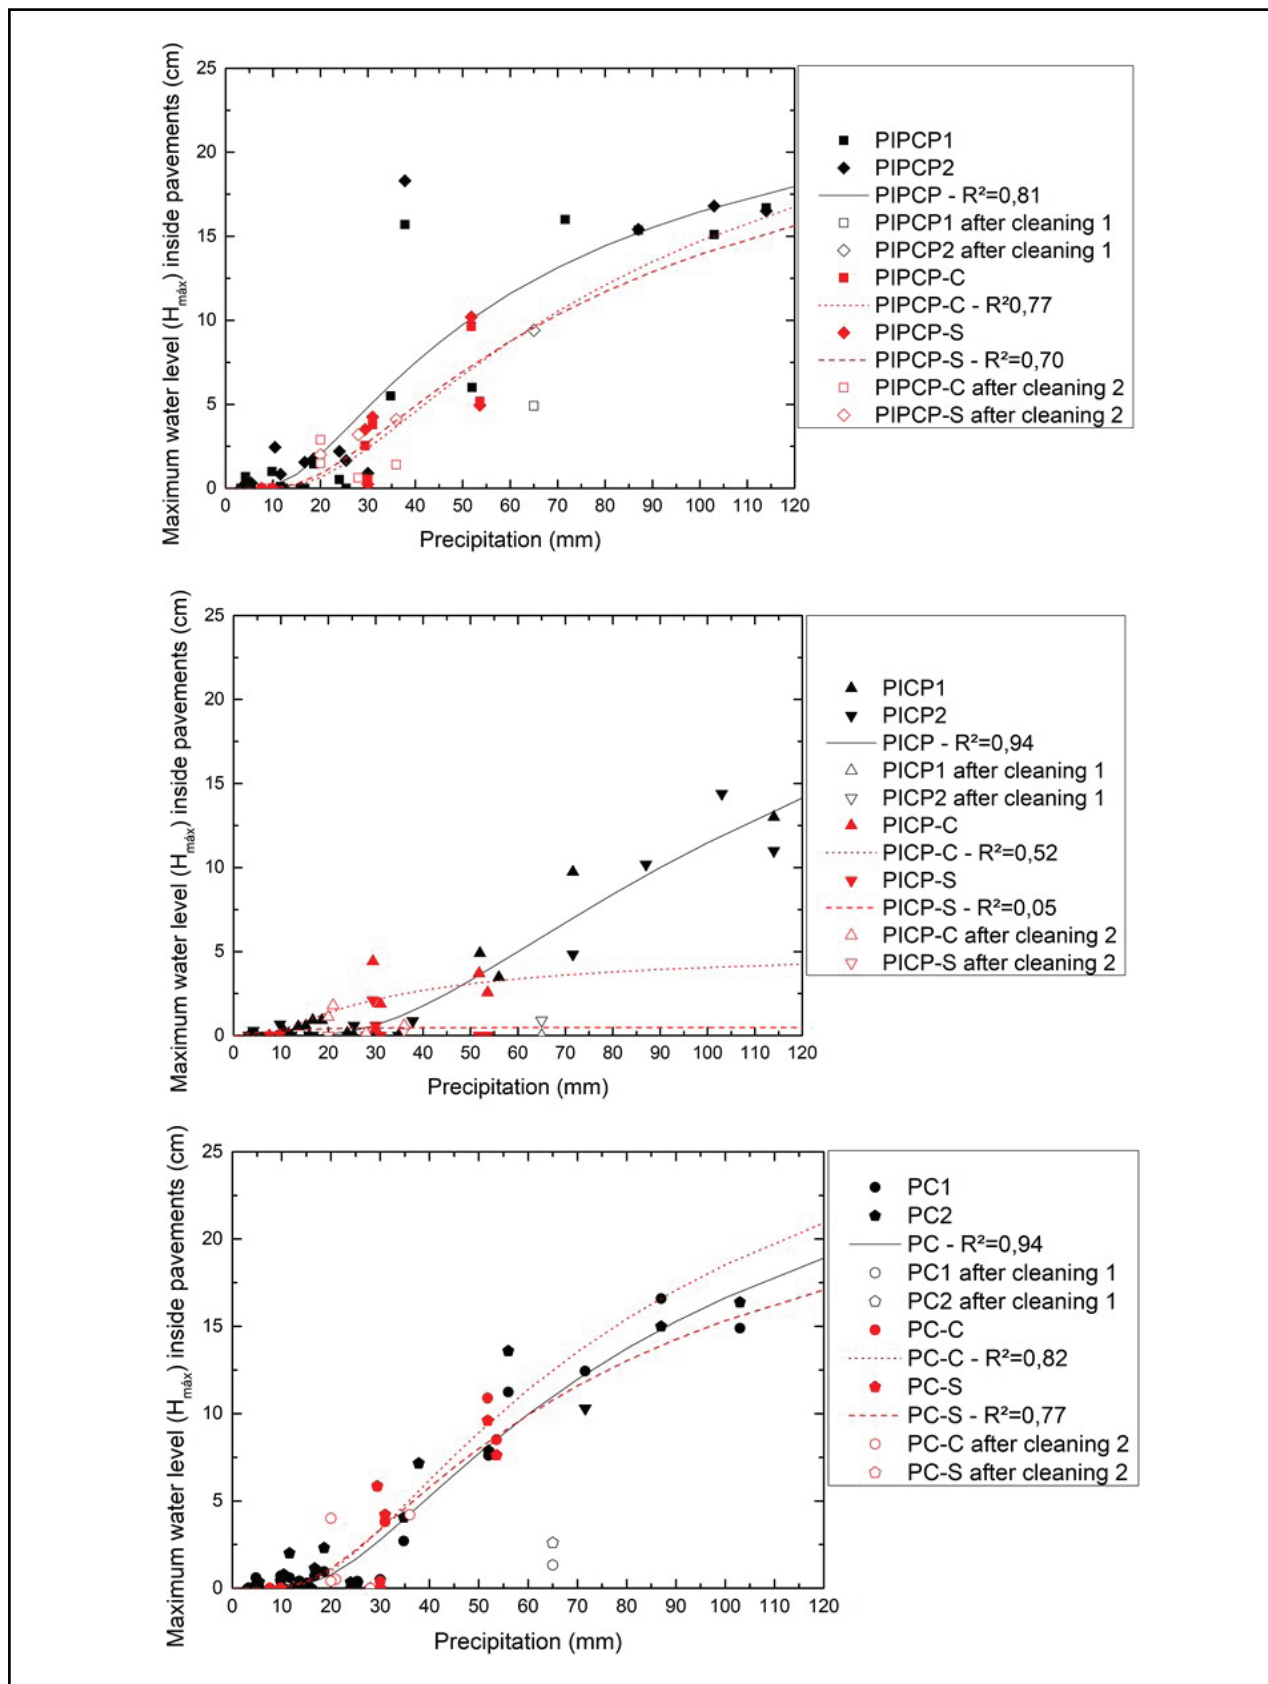 Maximum water level (Hmáx) inside pavements (cm)
25
20
15
10
5
0
0 10 20 30 40 50 60 70 80 90 100 110 120
Precipitation (mm)
PIPCP1
PIPCP2
PIPCP - R²=0,81
PIPCP1 after cleaning 1
PIPCP2 after cleaning 1
PIPCP-C
PIPCP-C - R²0,77
PIPCP-S
PIPCP-S - R²=0,70
PIPCP-C after cleaning 2
PIPCP-S after cleaning 2
Maximum water level (Hmáx) inside pavements (cm)
25
20
15
10
5
0
0 10 20 30 40 50 60 70 80 90 100 110 120
Precipitation (mm)
PICP1
PICP2
PICP - R²=0,94
PICP1 after cleaning 1
PICP2 after cleaning 1
PICP-C
PICP-C - R²=0,52
PICP-S
PICP-S - R²=0,05
PICP-C after cleaning 2
PICP-S after cleaning 2
Maximum water level (Hmáx) inside pavements (cm)
25
20
15
10
5
0
0 10 20 30 40 50 60 70 80 90 100 110 120
Precipitation (mm)
PC1
PC2
PC - R²=0,94
PC1 after cleaning 1
PC2 after cleaning 1
PC-C
PC-C - R²=0,82
PC-S
PC-S - R²=0,77
PC-C after cleaning 2
PC-S after cleaning 2